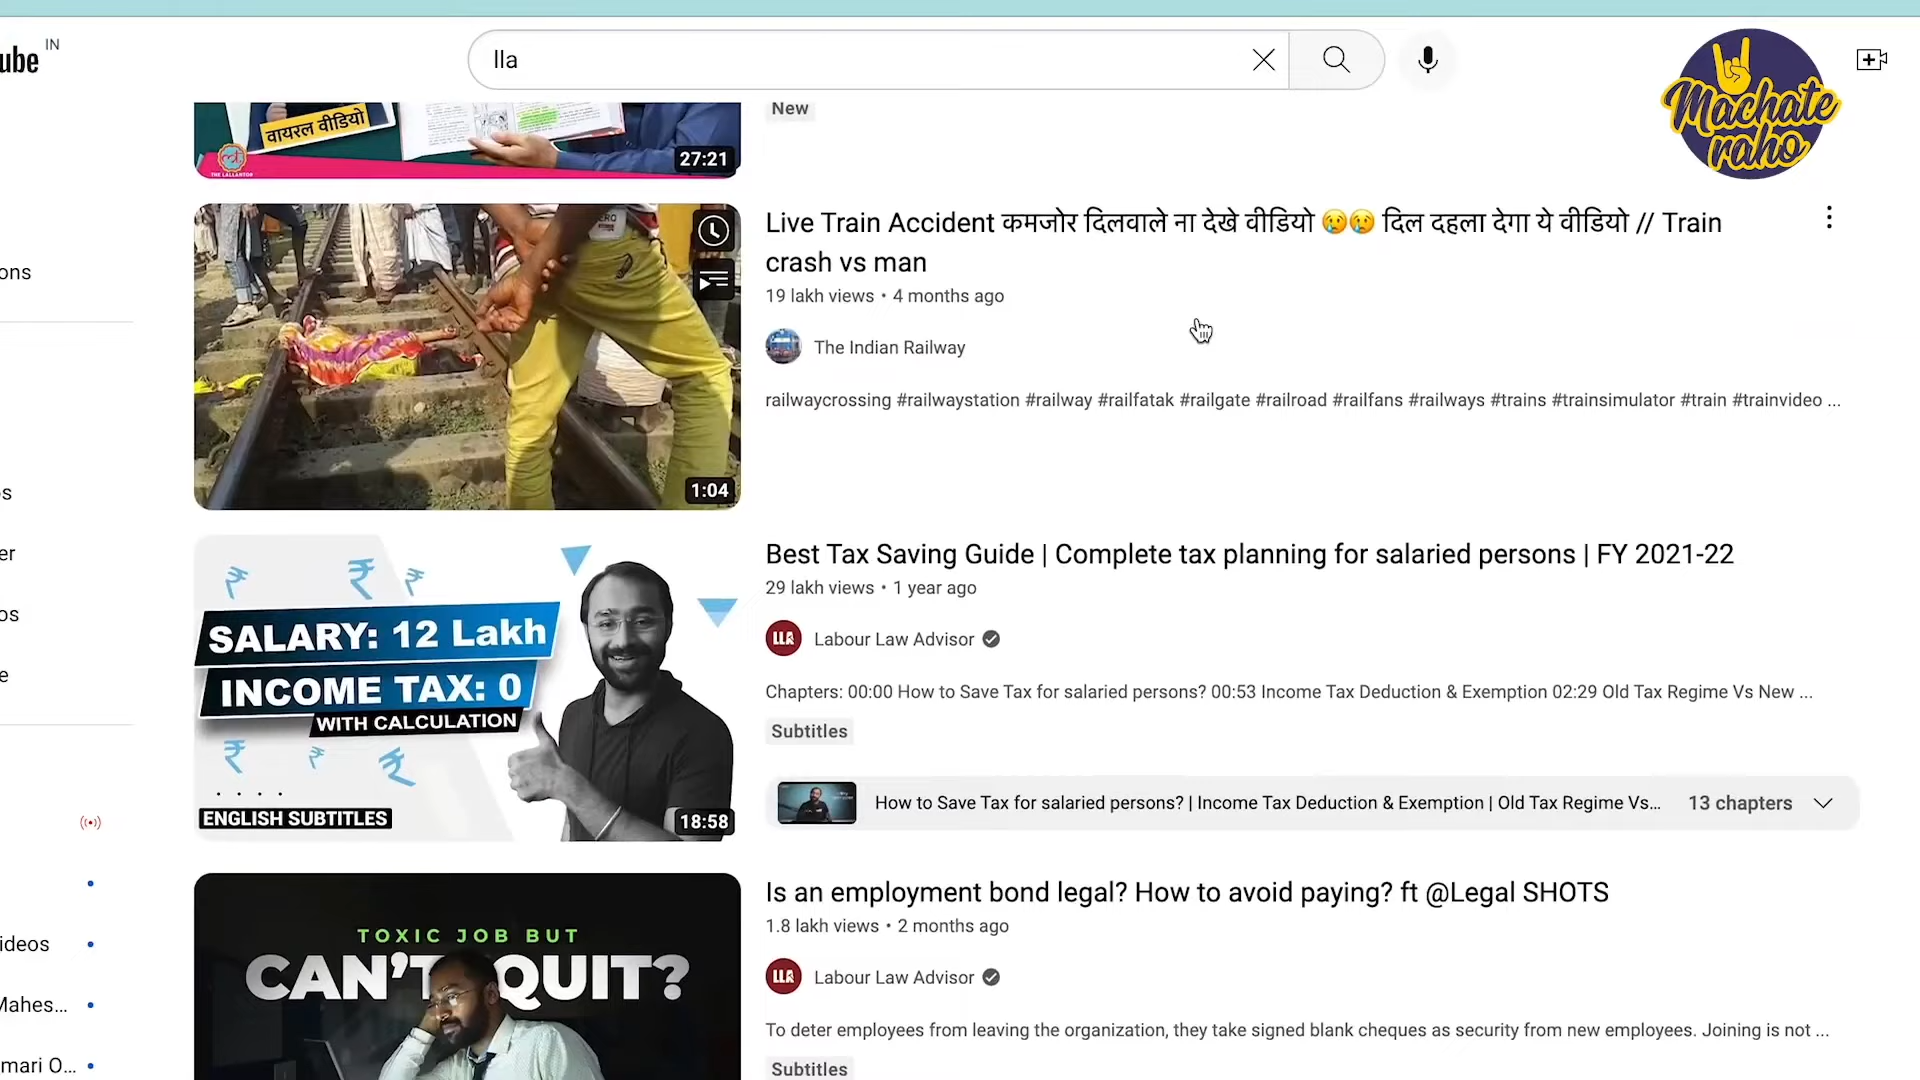 ube IN
lla
Machate
raho
वायरल वीडियो
THE LALLANTOP
27:21
New
Live Train Accident कमजोर दिलवाले ना देखे वीडियो 😢😢 दिल दहला देगा ये वीडियो // Train
crash vs man
19 lakh views • 4 months ago
The Indian Railway
railwaycrossing #railwaystation #railway #railfatak #railgate #railroad #railfans #railways #trains #trainsimulator #train #trainvideo ...
1:04
ons
s
er
os
e
SALARY: 12 Lakh
INCOME TAX: 0
WITH CALCULATION
ENGLISH SUBTITLES
18:58
Best Tax Saving Guide | Complete tax planning for salaried persons | FY 2021-22
29 lakh views • 1 year ago
LLA Labour Law Advisor
Chapters: 00:00 How to Save Tax for salaried persons? 00:53 Income Tax Deduction & Exemption 02:29 Old Tax Regime Vs New ...
Subtitles
How to Save Tax for salaried persons? | Income Tax Deduction & Exemption | Old Tax Regime Vs... 13 chapters
ideos
Mahes...
mari O...
TOXIC JOB BUT
CAN'T QUIT?
Is an employment bond legal? How to avoid paying? ft @Legal SHOTS
1.8 lakh views • 2 months ago
LLA Labour Law Advisor
To deter employees from leaving the organization, they take signed blank cheques as security from new employees. Joining is not ...
Subtitles